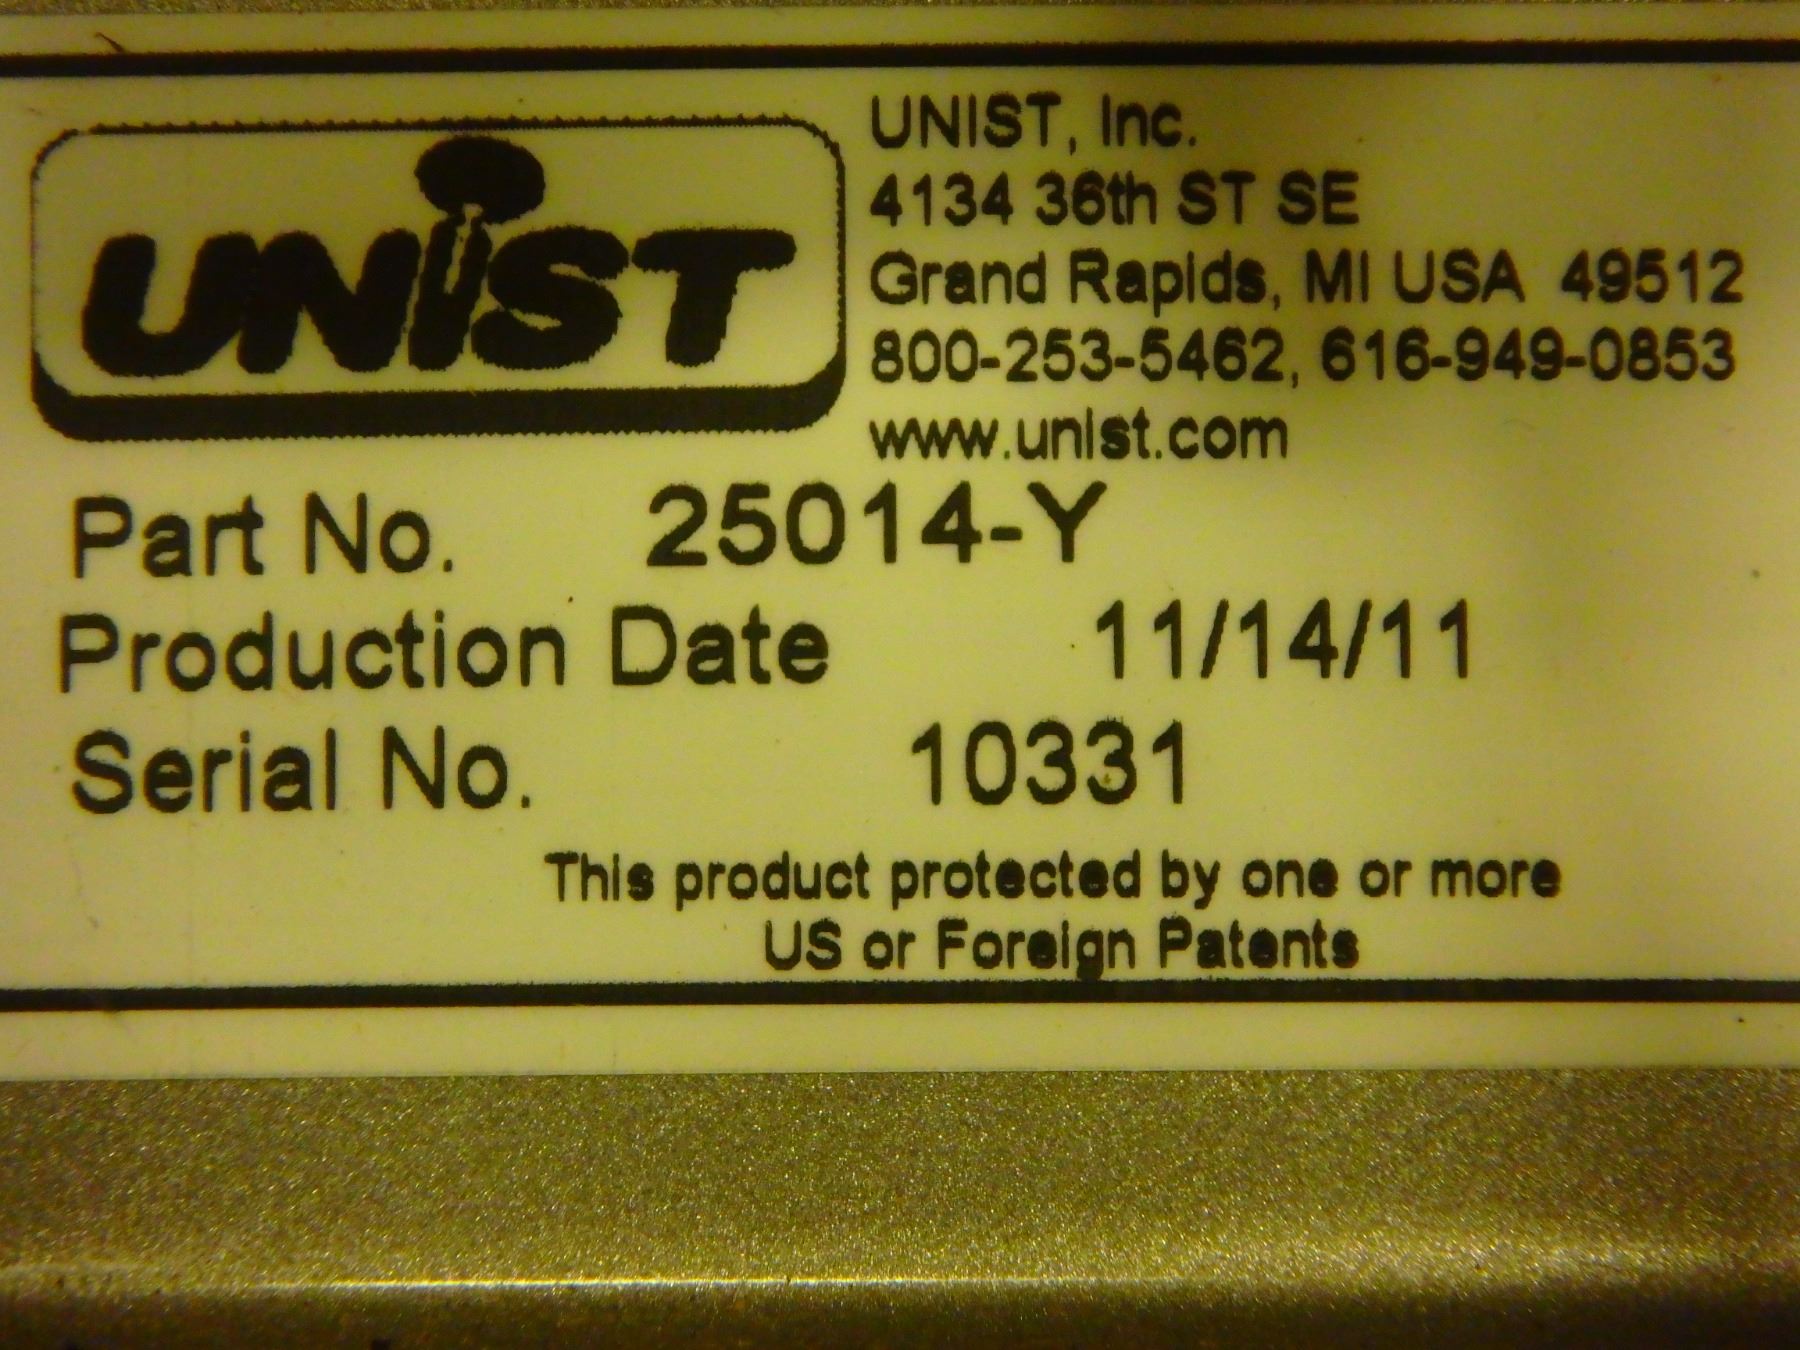 UNIST
UNIST, Inc.
4134 36th ST SE
Grand Rapids, MI USA 49512
800-253-5462, 616-949-0853
www.unist.com
Part No. 25014-Y
Production Date 11/14/11
Serial No. 10331
This product protected by one or more
US or Foreign Patents